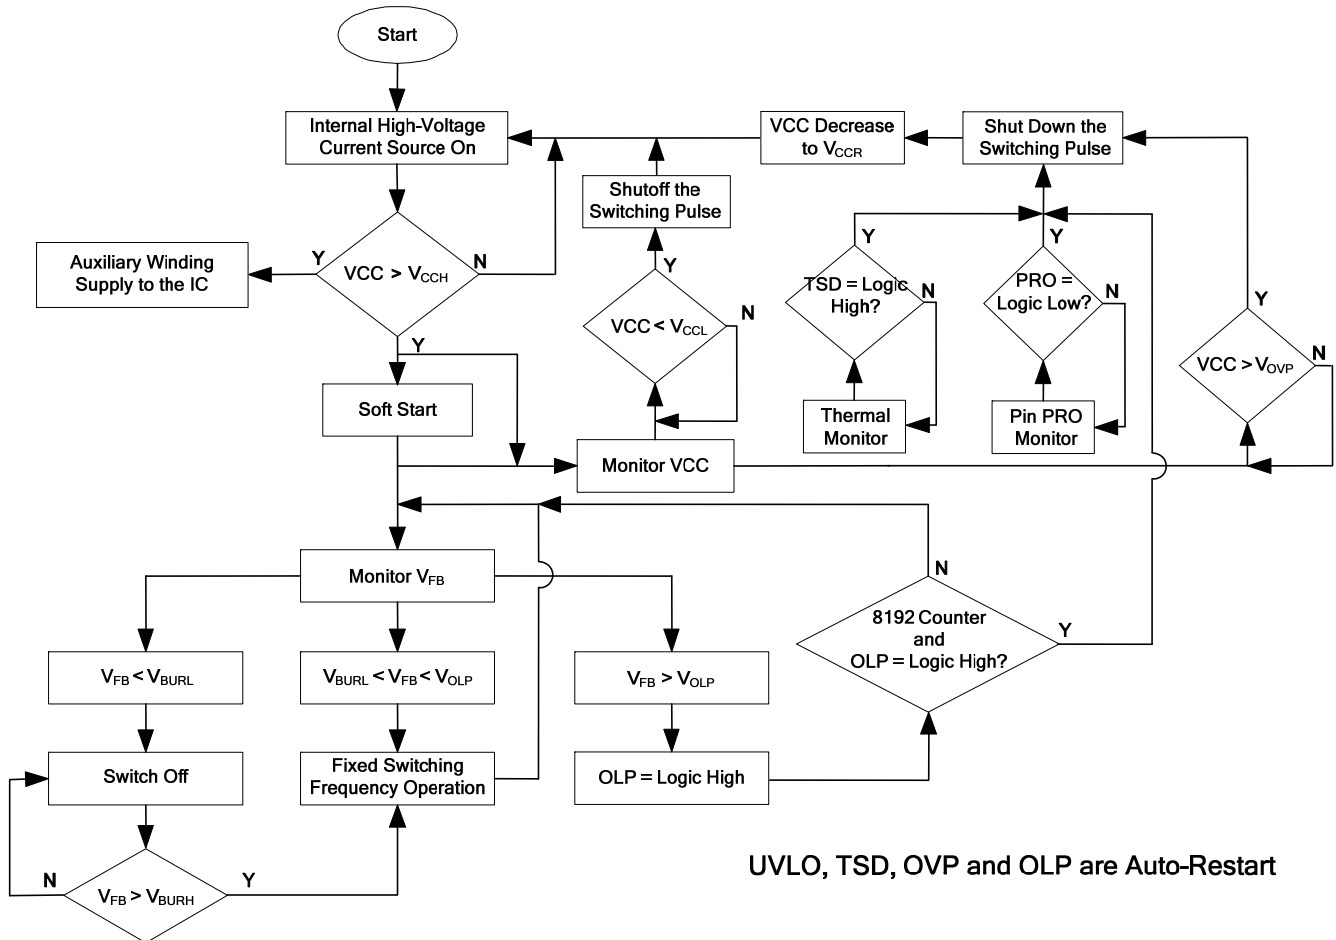 Start
Internal High-Voltage
Current Source On
VCC Decrease
to VCCR
Shut Down the
Switching Pulse
Shutoff the
Switching Pulse
Auxiliary Winding
Supply to the IC
Y
VCC > VCCH
N
Y
VCC < VCCL
N
Y
TSD = Logic
High?
N
Y
PRO =
Logic Low?
N
Y
VCC > VOVP
N
Y
Soft Start
Thermal
Monitor
Pin PRO
Monitor
Monitor VCC
Monitor VFB
N
8192 Counter
and
OLP = Logic High?
Y
VFB < VBURL
VBURL < VFB < VOLP
VFB > VOLP
Switch Off
Fixed Switching
Frequency Operation
OLP = Logic High
N
VFB > VBURH
Y
UVLO, TSD, OVP and OLP are Auto-Restart